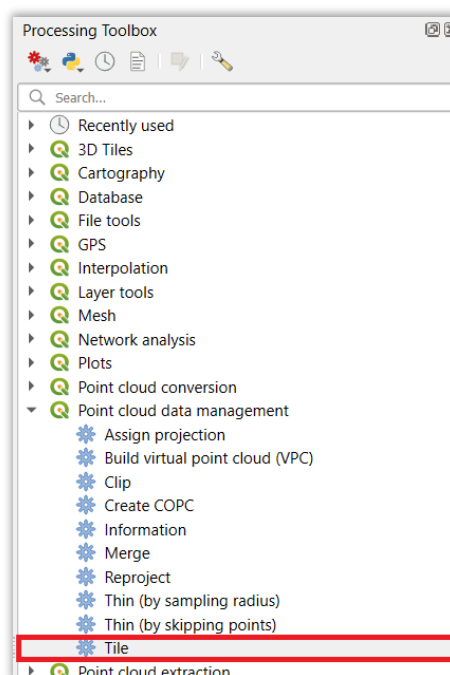 Processing Toolbox
Search...
Recently used
3D Tiles
Cartography
Database
File tools
GPS
Interpolation
Layer tools
Mesh
Network analysis
Plots
Point cloud conversion
Point cloud data management
Assign projection
Build virtual point cloud (VPC)
Clip
Create COPC
Information
Merge
Reproject
Thin (by sampling radius)
Thin (by skipping points)
Tile
Point cloud extraction